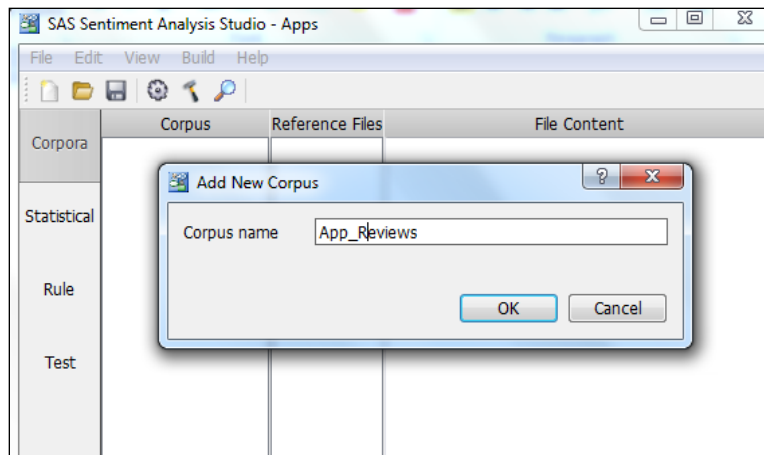 SAS Sentiment Analysis Studio - Apps
File Edit View Build Help
Corpus Reference Files File Content
Corpora
Add New Corpus
Statistical
Corpus name App_Reviews
Rule
OK Cancel
Test